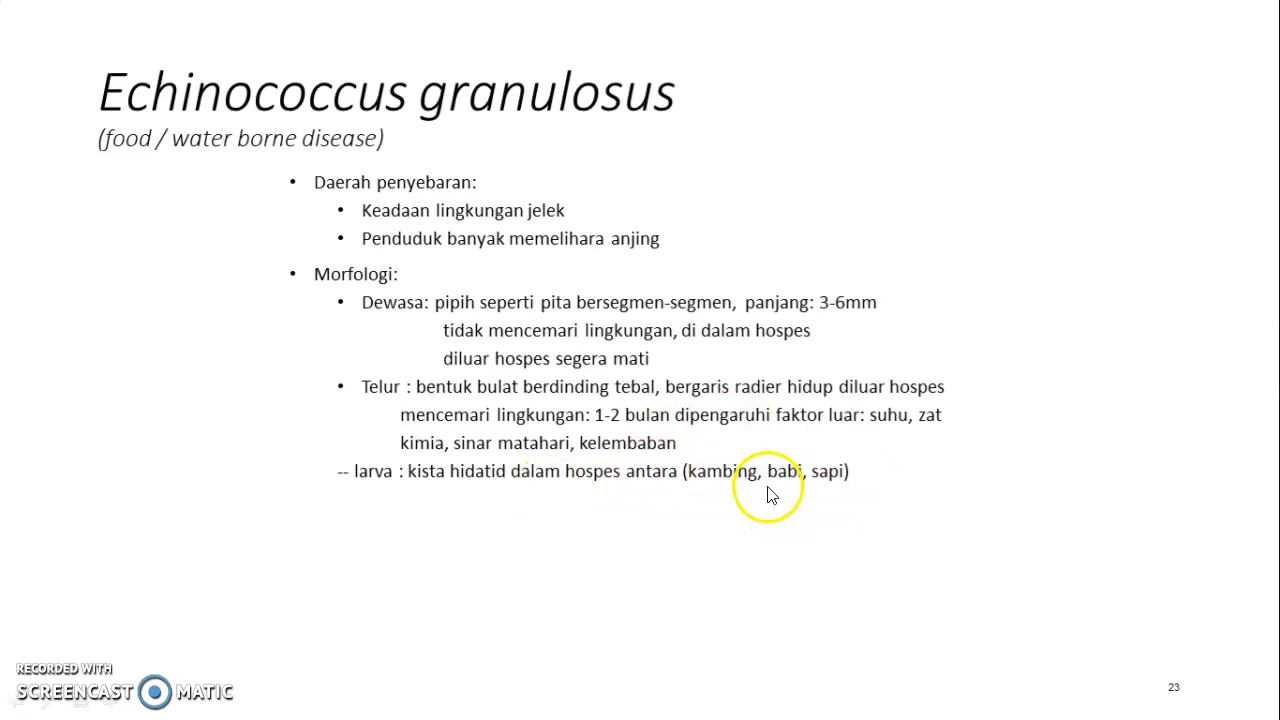 Echinococcus granulosus
(food / water borne disease)
• Daerah penyebaran:
• Keadaan lingkungan jelek
• Penduduk banyak memelihara anjing
• Morfologi:
• Dewasa: pipih seperti pita bersegmen-segmen, panjang: 3-6mm
tidak mencemari lingkungan, di dalam hospes
diluar hospes segera mati
• Telur : bentuk bulat berdinding tebal, bergaris radier hidup diluar hospes
mencemari lingkungan: 1-2 bulan dipengaruhi faktor luar: suhu, zat
kimia, sinar matahari, kelembaban
-- larva : kista hidatid dalam hospes antara (kambing, babi, sapi)
RECORDED WITH
SCREENCAST MATIC
23